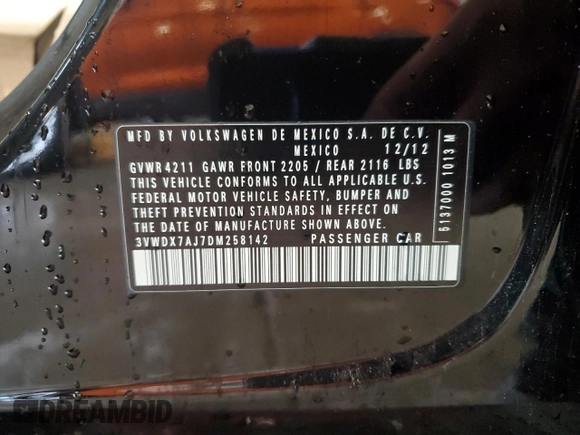 MFD BY VOLKSWAGEN DE MEXICO S.A. DE C.V.
MEXICO 12/12
GVWR 4211 GAWR FRONT 2205 / REAR 2116 LBS
THIS VEHICLE CONFORMS TO ALL APPLICABLE U.S.
FEDERAL MOTOR VEHICLE SAFETY, BUMPER AND
THEFT PREVENTION STANDARDS IN EFFECT ON
THE DATE OF MANUFACTURE SHOWN ABOVE.
3VWDX7AJ7DM258142 PASSENGER CAR
5137000 1013 M
DREAMBID